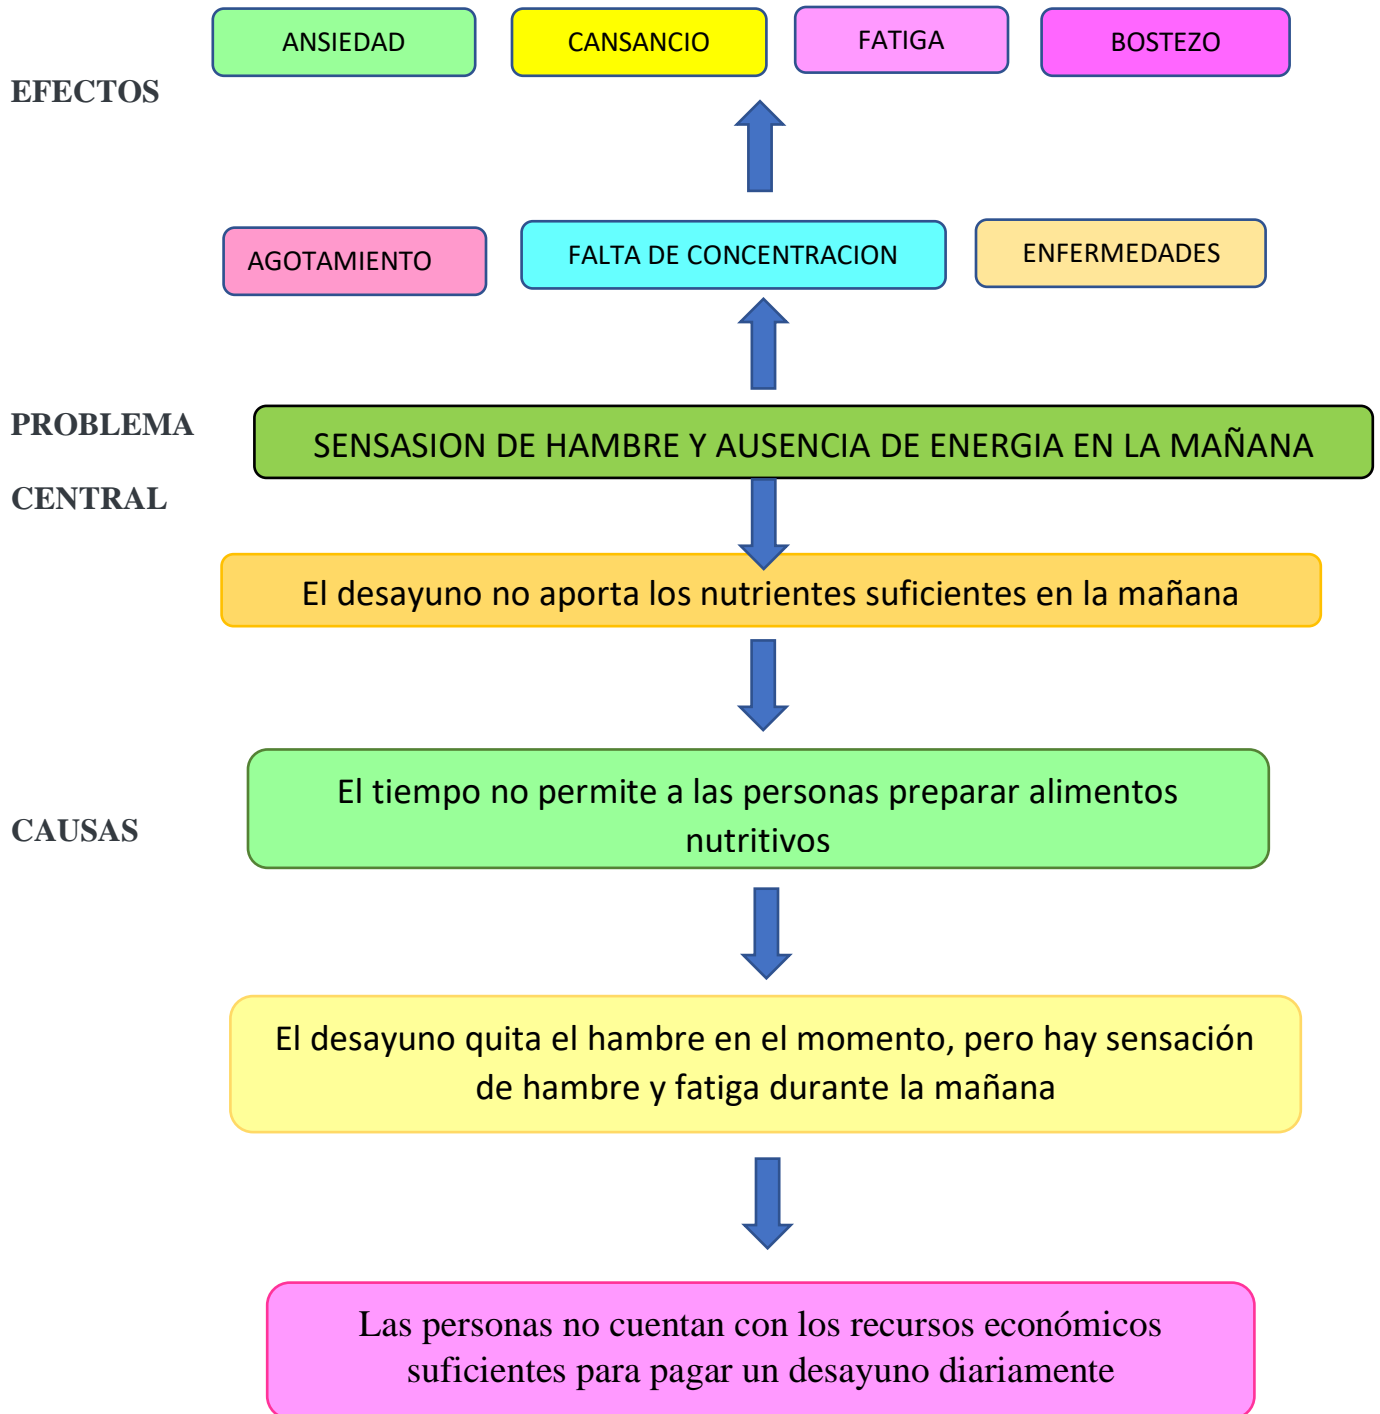 ANSIEDAD
CANSANCIO
FATIGA
BOSTEZO
EFECTOS
AGOTAMIENTO
FALTA DE CONCENTRACION
ENFERMEDADES
PROBLEMA
CENTRAL
SENSASION DE HAMBRE Y AUSENCIA DE ENERGIA EN LA MAÑANA
El desayuno no aporta los nutrientes suficientes en la mañana
CAUSAS
El tiempo no permite a las personas preparar alimentos
nutritivos
El desayuno quita el hambre en el momento, pero hay sensación
de hambre y fatiga durante la mañana
Las personas no cuentan con los recursos económicos
suficientes para pagar un desayuno diariamente